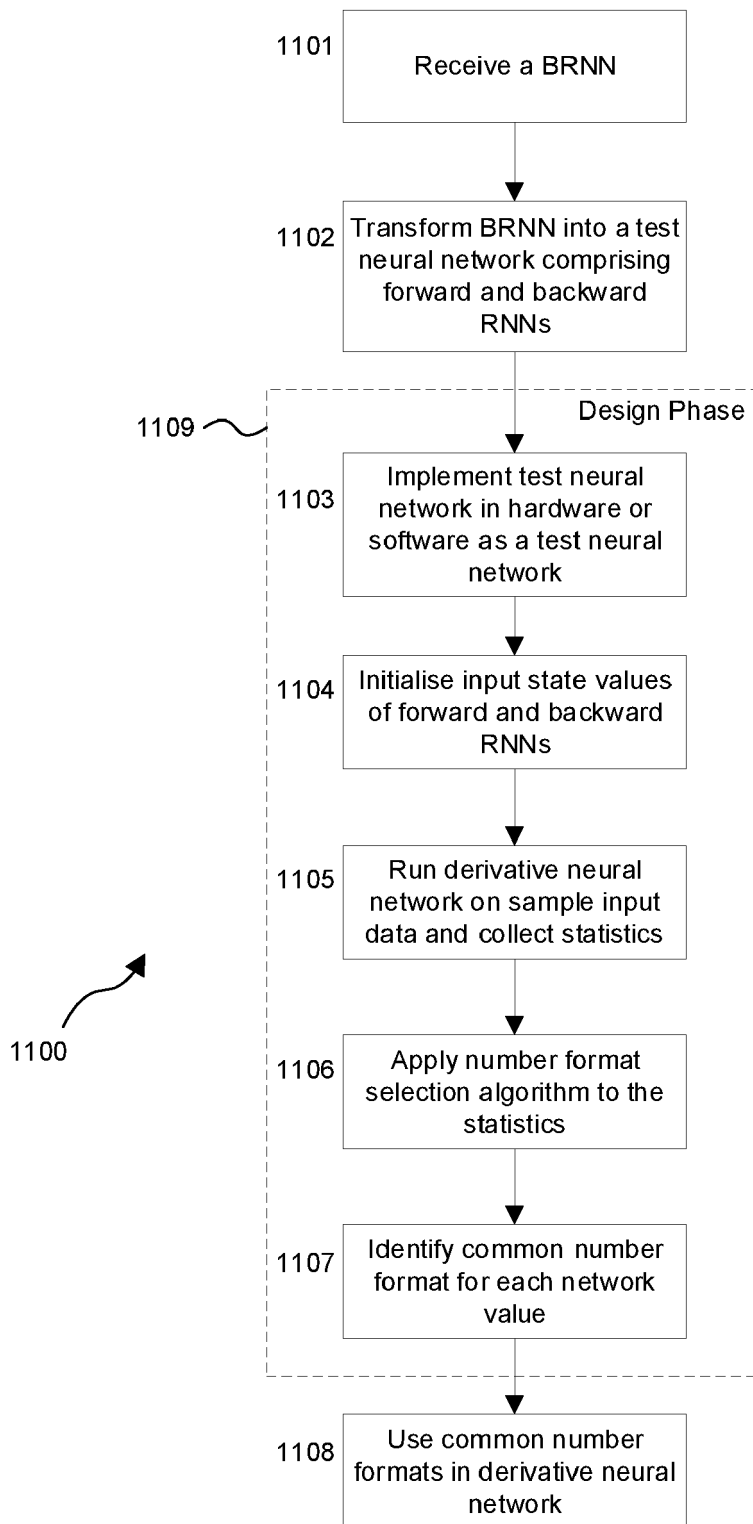 1101
Receive a BRNN
1102
Transform BRNN into a test
neural network comprising
forward and backward
RNNs
1109
Design Phase
1103
Implement test neural
network in hardware or
software as a test neural
network
1104
Initialise input state values
of forward and backward
RNNs
1105
Run derivative neural
network on sample input
data and collect statistics
1100
1106
Apply number format
selection algorithm to the
statistics
1107
Identify common number
format for each network
value
1108
Use common number
formats in derivative neural
network